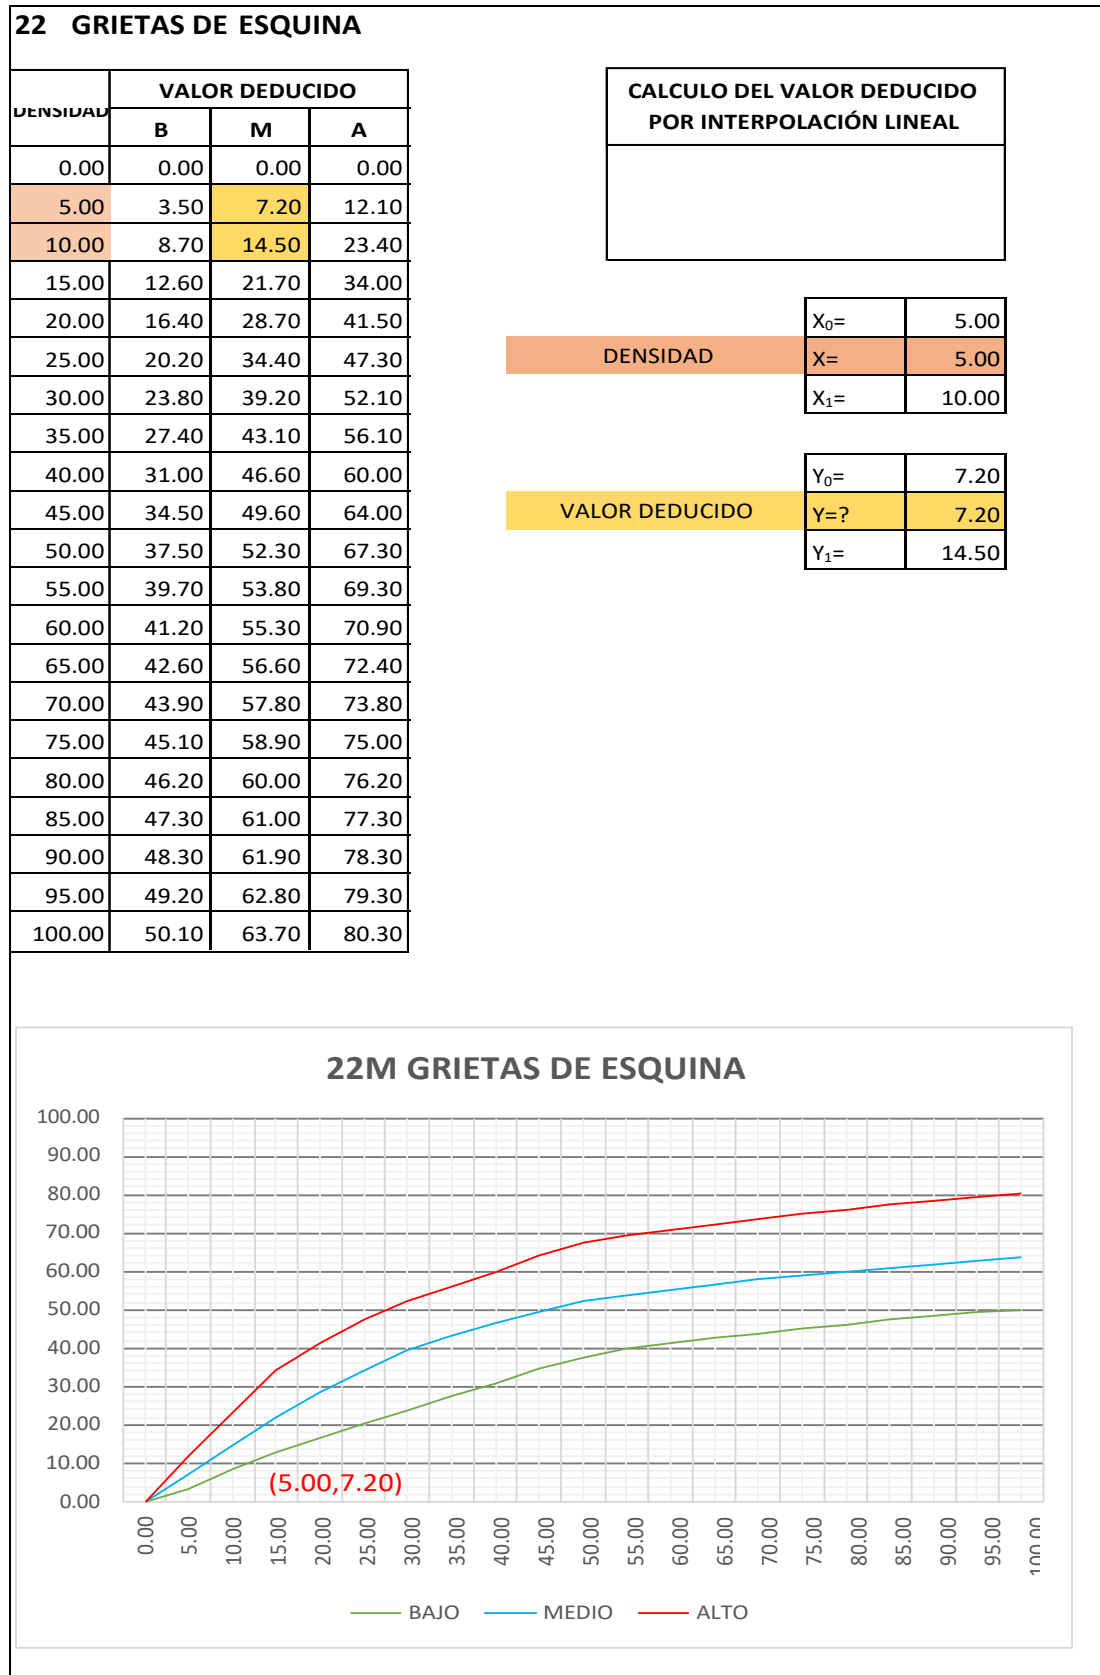 22 GRIETAS DE ESQUINA
DENSIDAD
VALOR DEDUCIDO
B M A
0.00 0.00 0.00 0.00
5.00 3.50 7.20 12.10
10.00 8.70 14.50 23.40
15.00 12.60 21.70 34.00
20.00 16.40 28.70 41.50
25.00 20.20 34.40 47.30
30.00 23.80 39.20 52.10
35.00 27.40 43.10 56.10
40.00 31.00 46.60 60.00
45.00 34.50 49.60 64.00
50.00 37.50 52.30 67.30
55.00 39.70 53.80 69.30
60.00 41.20 55.30 70.90
65.00 42.60 56.60 72.40
70.00 43.90 57.80 73.80
75.00 45.10 58.90 75.00
80.00 46.20 60.00 76.20
85.00 47.30 61.00 77.30
90.00 48.30 61.90 78.30
95.00 49.20 62.80 79.30
100.00 50.10 63.70 80.30
CALCULO DEL VALOR DEDUCIDO
POR INTERPOLACIÓN LINEAL
X₀= 5.00
DENSIDAD X= 5.00
X₁= 10.00
Y₀= 7.20
VALOR DEDUCIDO Y=? 7.20
Y₁= 14.50
22M GRIETAS DE ESQUINA
100.00
90.00
80.00
70.00
60.00
50.00
40.00
30.00
20.00
10.00
0.00
(5.00,7.20)
0.00
5.00
10.00
15.00
20.00
25.00
30.00
35.00
40.00
45.00
50.00
55.00
60.00
65.00
70.00
75.00
80.00
85.00
90.00
95.00
100.00
BAJO MEDIO ALTO